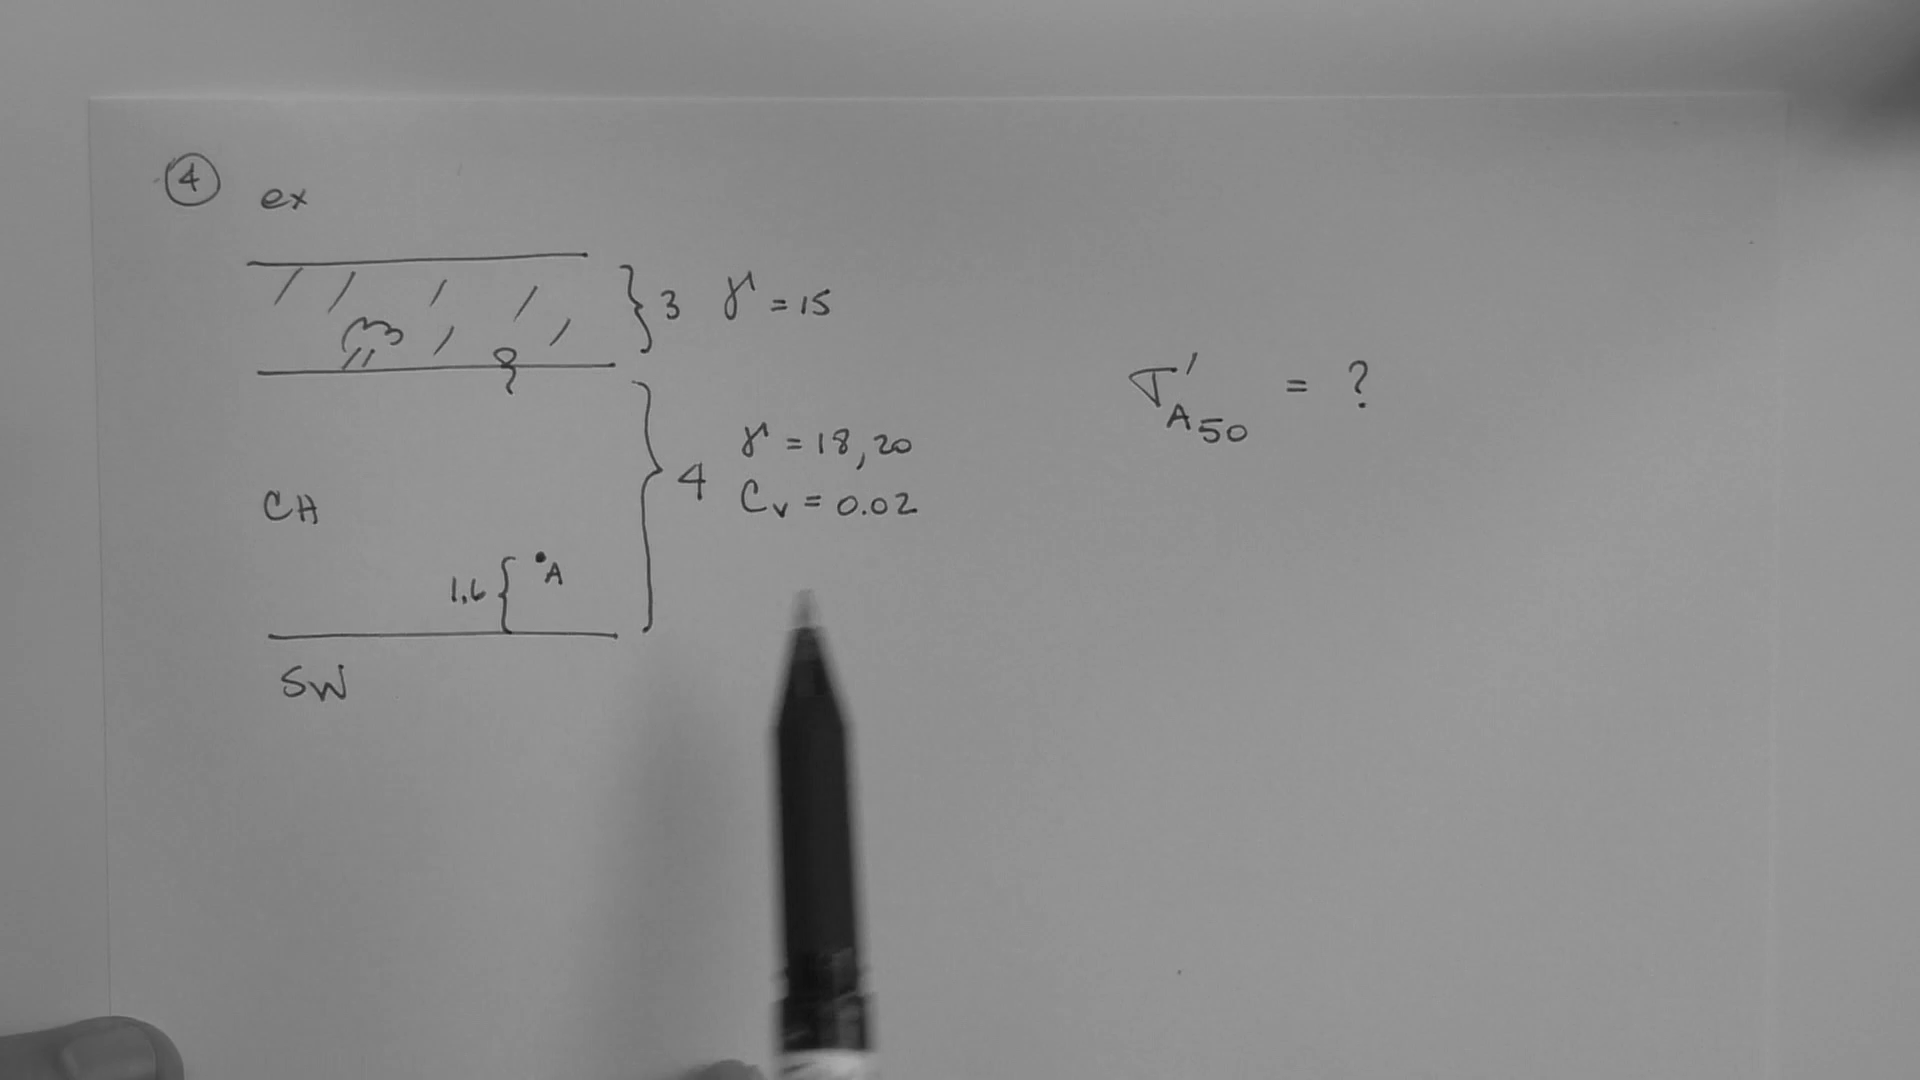 ④ ex
3 γ = 15
σ'A50 = ?
γ = 18, 20
4 Cv = 0.02
CH
1.6 A
SW